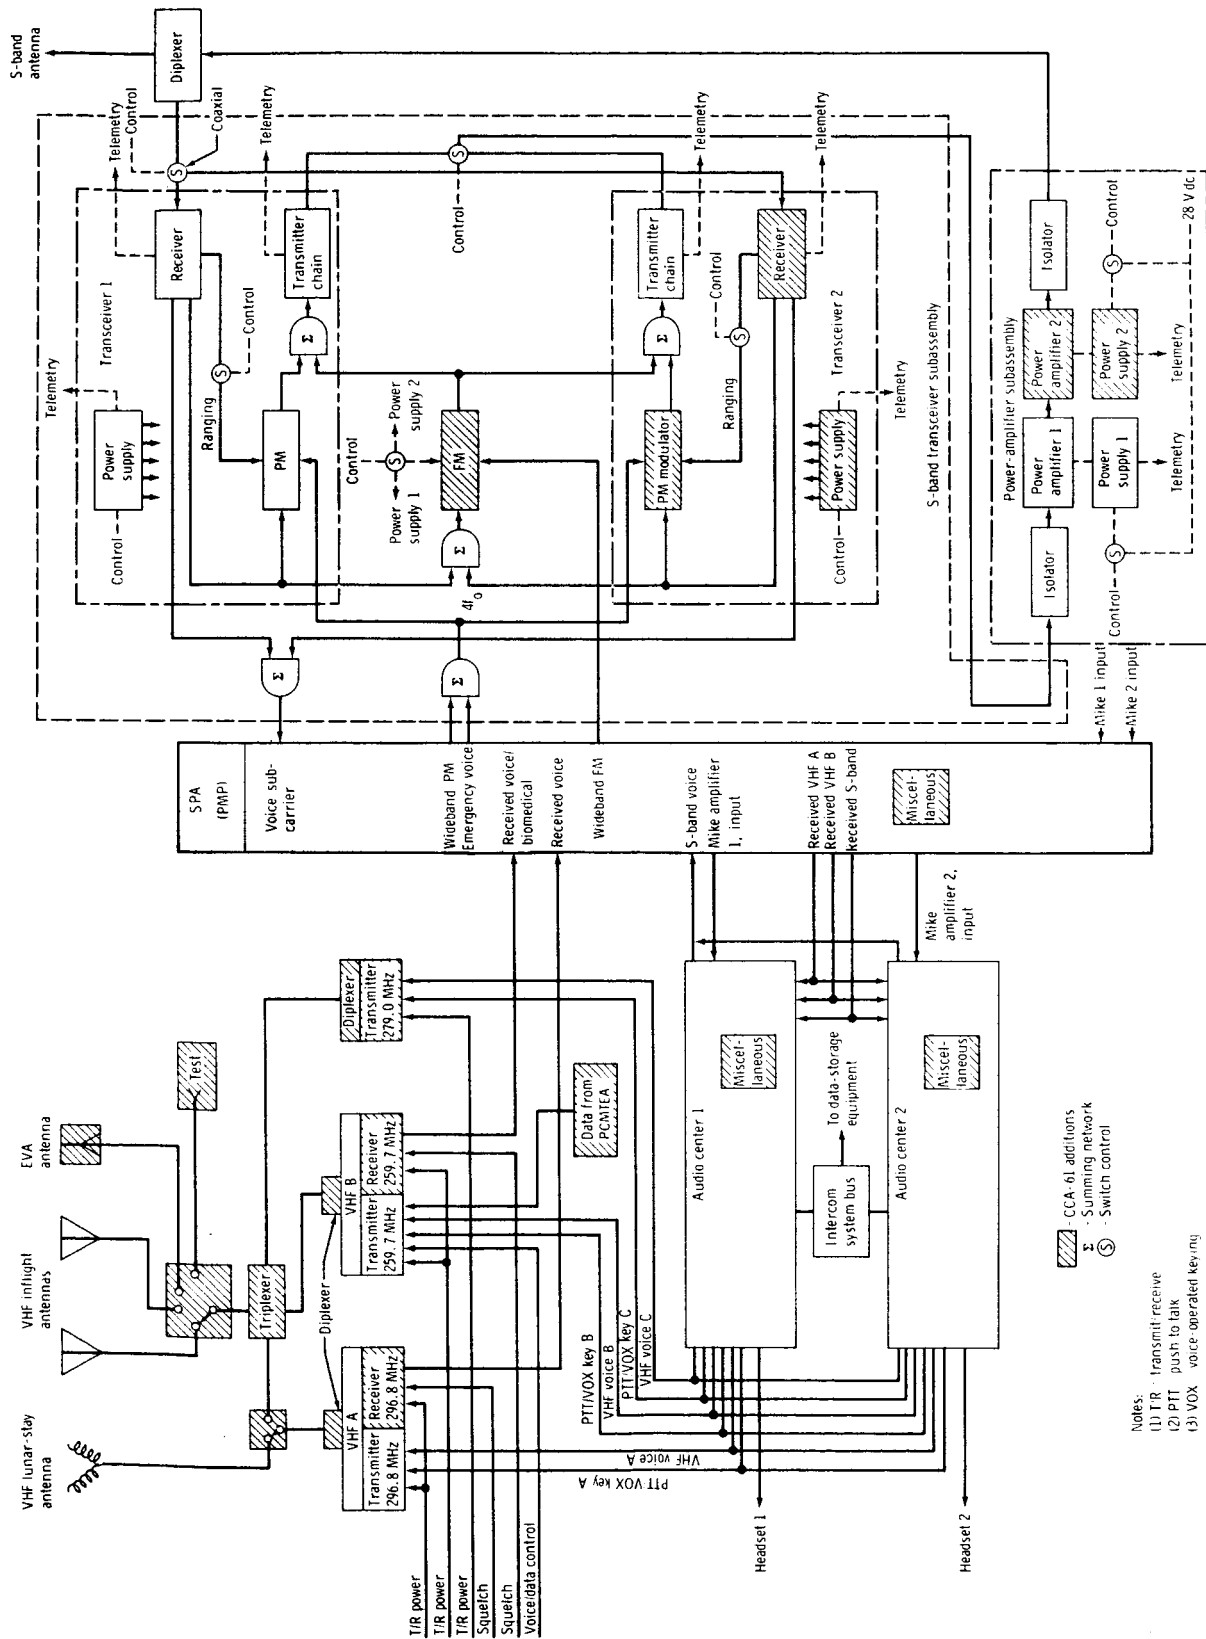 VHF lunar-stay
antenna
VHF inflight
antennas
EVA
antenna
Test
Triplexer
Diplexer
VHF A
Transmitter
296.8 MHz
Receiver
296.8 MHz
VHF B
Transmitter
259.7 MHz
Receiver
259.7 MHz
Diplexer
Transmitter
279.0 MHz
Data from
PCMTEA
T/R power
T/R power
T/R power
Squelch
Squelch
Voice/data control
PTT/VOX key B
VHF voice B
PTT/VOX key C
VHF voice C
VHF voice A
PTT/VOX key A
Audio center 1
Miscel-
laneous
Intercom
system bus
To data-storage
equipment
Audio center 2
Miscel-
laneous
Headset 1
Headset 2
SPA
(PMP)
Voice sub-
carrier
Wideband PM
Emergency voice
Received voice/
biomedical
Received voice
Wideband FM
S-band voice
Mike amplifier
1, input
Received VHF A
Received VHF B
Received S-band
Miscel-
laneous
Mike
amplifier 2,
input
Mike 1 input
Mike 2 input
S-band
antenna
Diplexer
Telemetry
Control
Coaxial
S
Telemetry
Receiver
Transmitter
chain
Transceiver 1
Telemetry
Power
supply
Control
Ranging
S
Control
PM
Σ
Σ
Σ
4f₀
Control
S
Power
supply 1
Power
supply 2
FM
Σ
Control
S
Σ
Transmitter
chain
Telemetry
Telemetry
Receiver
Control
S
Ranging
PM modulator
Transceiver 2
Power supply
Control
Telemetry
S-band transceiver subassembly
Power-amplifier subassembly
Isolator
Power
amplifier 1
Power
amplifier 2
Isolator
Power
supply 1
Power
supply 2
Control
S
Control
S
Telemetry
Telemetry
28 V dc
- CCA-61 additions
Σ - Summing network
S - Switch control
Notes:
(1) T/R - transmit/receive
(2) PTT push to talk
(3) VOX voice-operated keying